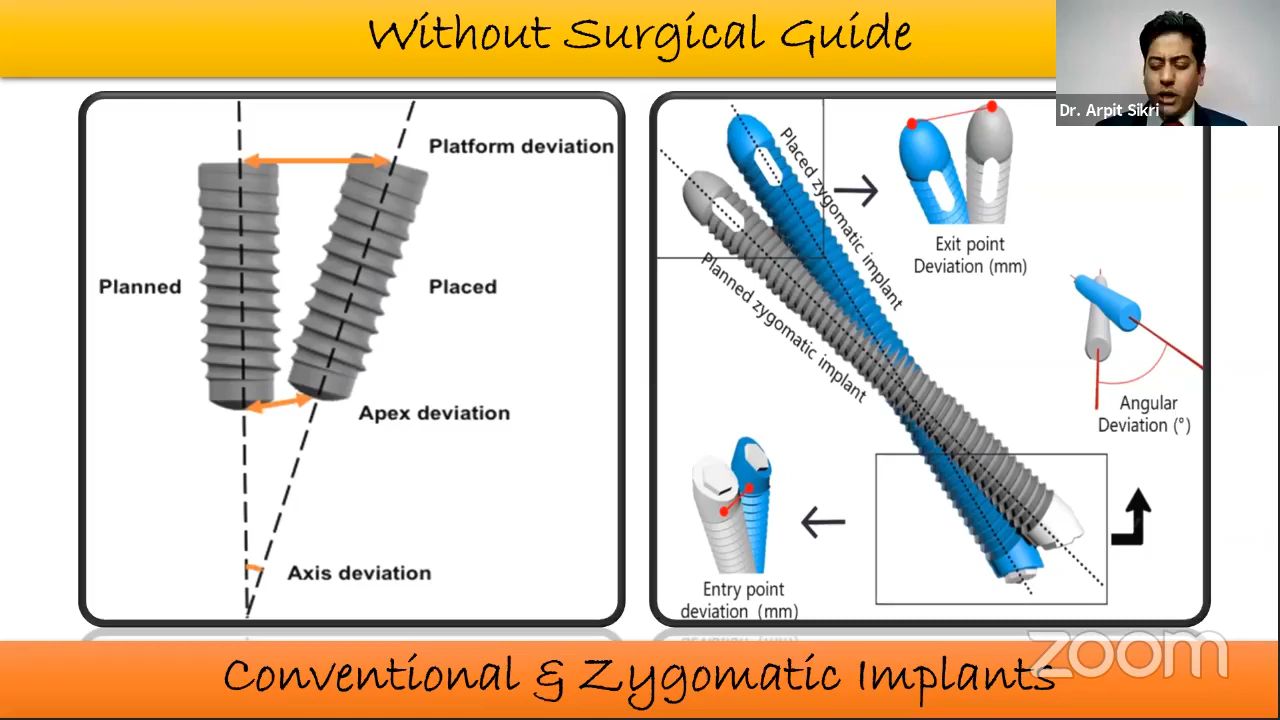 Without Surgical Guide
Dr. Arpit Sikri
Platform deviation
Planned
Placed
Apex deviation
Axis deviation
Placed zygomatic implant
Planned zygomatic implant
Exit point
Deviation (mm)
Angular
Deviation (°)
Entry point
deviation (mm)
zoom
Conventional & Zygomatic Implants